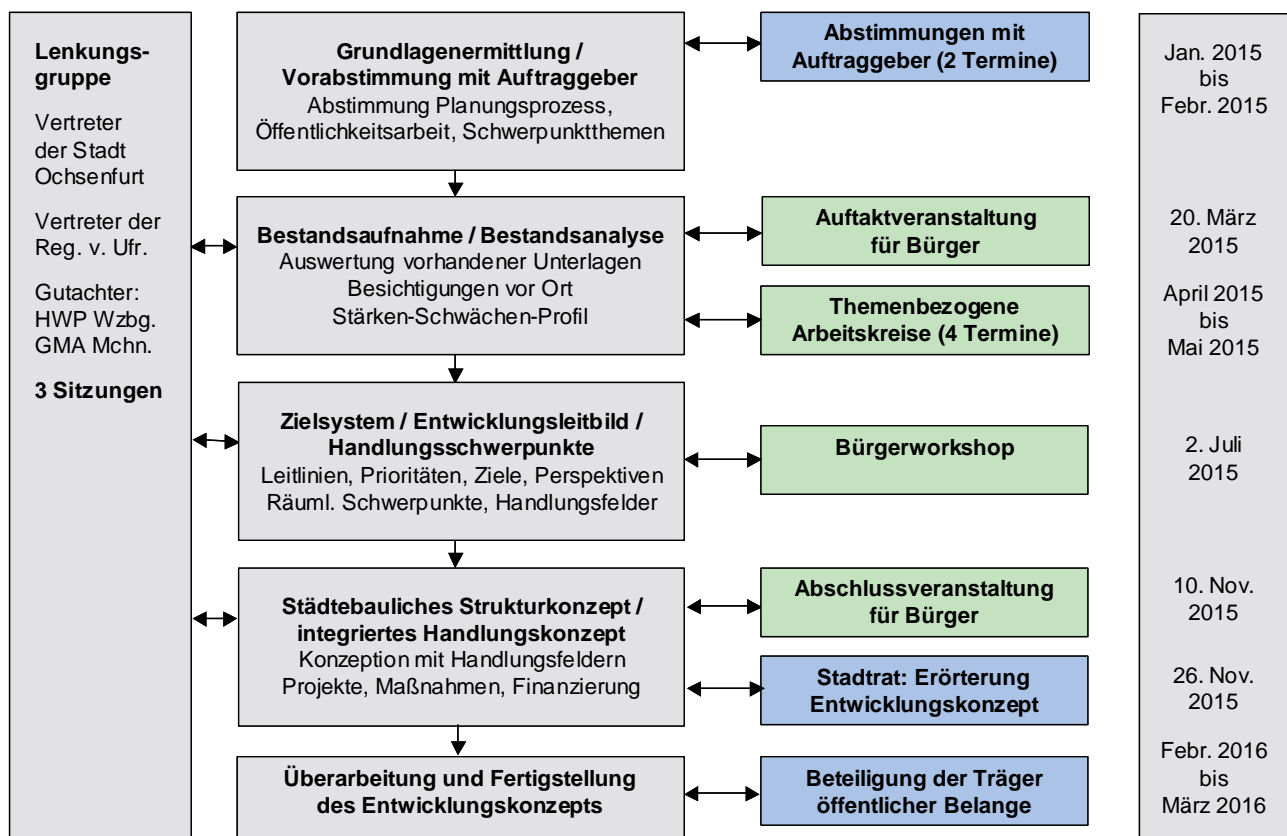 Lenkungs-
gruppe
Vertreter
der Stadt
Ochsenfurt
Vertreter der
Reg. v. Ufr.
Gutachter:
HWP Wzbg.
GMA Mchn.
3 Sitzungen
Grundlagenermittlung /
Vorabstimmung mit Auftraggeber
Abstimmung Planungsprozess,
Öffentlichkeitsarbeit, Schwerpunktthemen
Abstimmungen mit
Auftraggeber (2 Termine)
Jan. 2015
bis
Febr. 2015
Bestandsaufnahme / Bestandsanalyse
Auswertung vorhandener Unterlagen
Besichtigungen vor Ort
Stärken-Schwächen-Profil
Auftaktveranstaltung
für Bürger
20. März
2015
Themenbezogene
Arbeitskreise (4 Termine)
April 2015
bis
Mai 2015
Zielsystem / Entwicklungsleitbild /
Handlungsschwerpunkte
Leitlinien, Prioritäten, Ziele, Perspektiven
Räuml. Schwerpunkte, Handlungsfelder
Bürgerworkshop
2. Juli
2015
Städtebauliches Strukturkonzept /
integriertes Handlungskonzept
Konzeption mit Handlungsfeldern
Projekte, Maßnahmen, Finanzierung
Abschlussveranstaltung
für Bürger
10. Nov.
2015
Stadtrat: Erörterung
Entwicklungskonzept
26. Nov.
2015
Überarbeitung und Fertigstellung
des Entwicklungskonzepts
Beteiligung der Träger
öffentlicher Belange
Febr. 2016
bis
März 2016